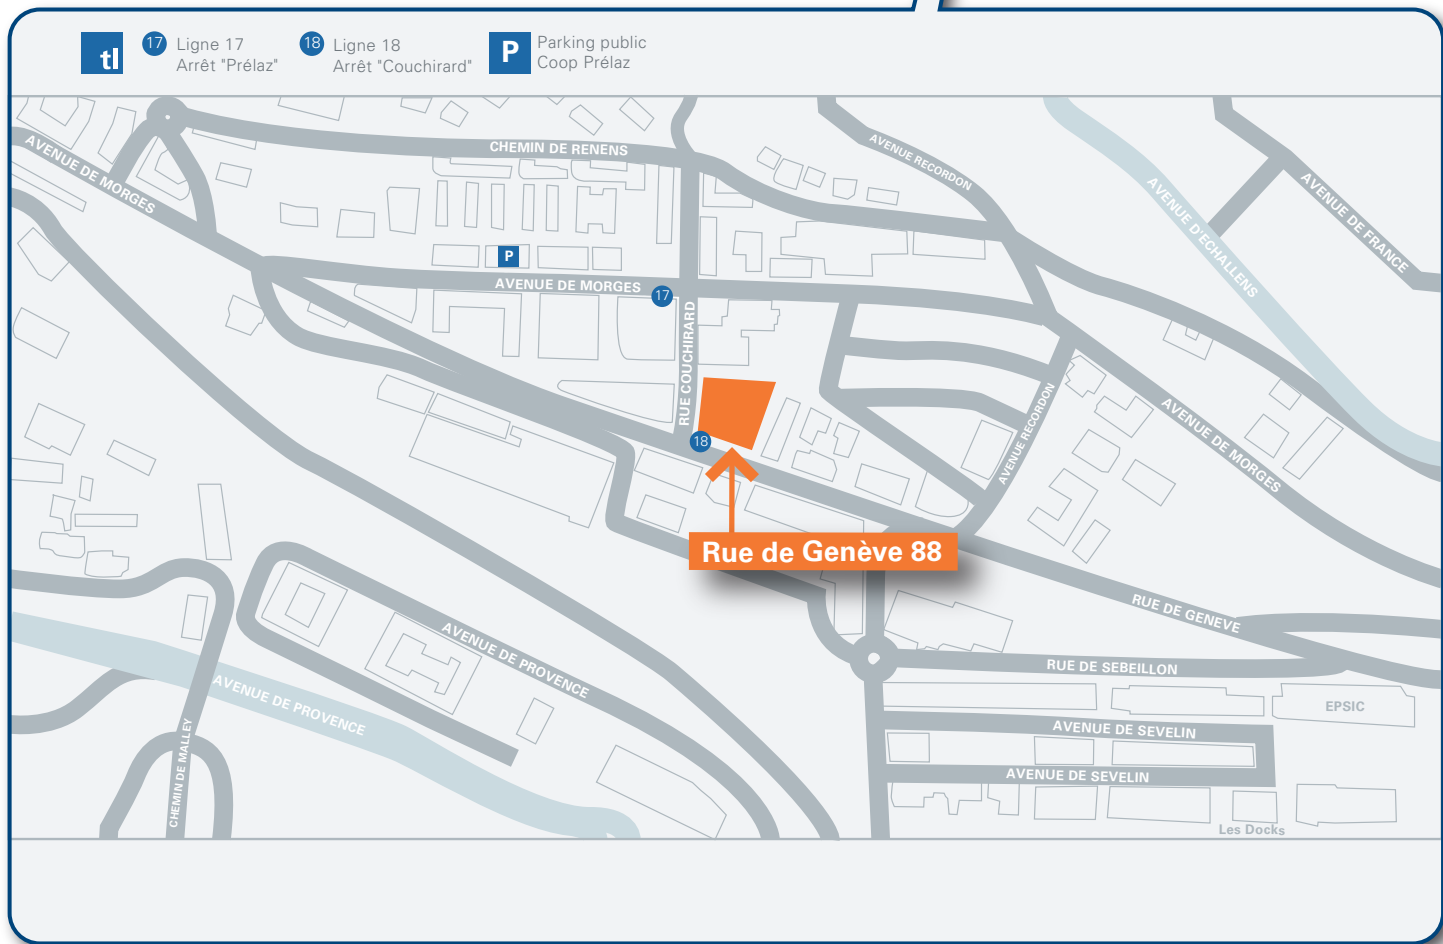 tl
17 Ligne 17
Arrêt "Prélaz"
18 Ligne 18
Arrêt "Couchirard"
P Parking public
Coop Prélaz
CHEMIN DE RENENS
AVENUE RECORDON
AVENUE DE MORGES
AVENUE D'ECHALLENS
AVENUE DE FRANCE
P
AVENUE DE MORGES
17
RUE COUCHIRARD
18
AVENUE RECORDON
AVENUE DE MORGES
Rue de Genève 88
RUE DE GENEVE
AVENUE DE PROVENCE
RUE DE SEBEILLON
AVENUE DE PROVENCE
EPSIC
AVENUE DE SEVELIN
CHEMIN DE MALLEY
AVENUE DE SEVELIN
Les Docks